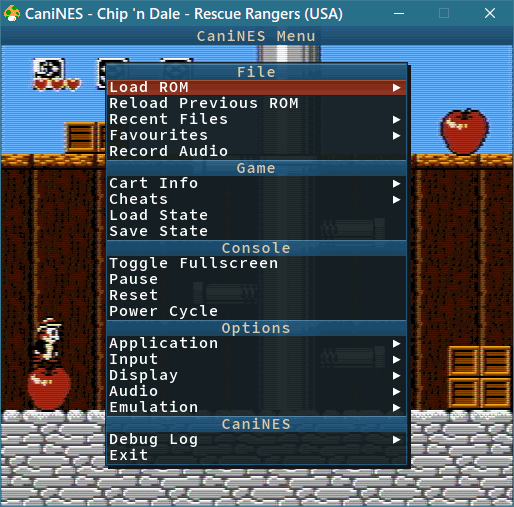 CaniNES - Chip 'n Dale - Rescue Rangers (USA)
CaniNES Menu
File
Load ROM
Reload Previous ROM
Recent Files
Favourites
Record Audio
Game
Cart Info
Cheats
Load State
Save State
Console
Toggle Fullscreen
Pause
Reset
Power Cycle
Options
Application
Input
Display
Audio
Emulation
CaniNES
Debug Log
Exit